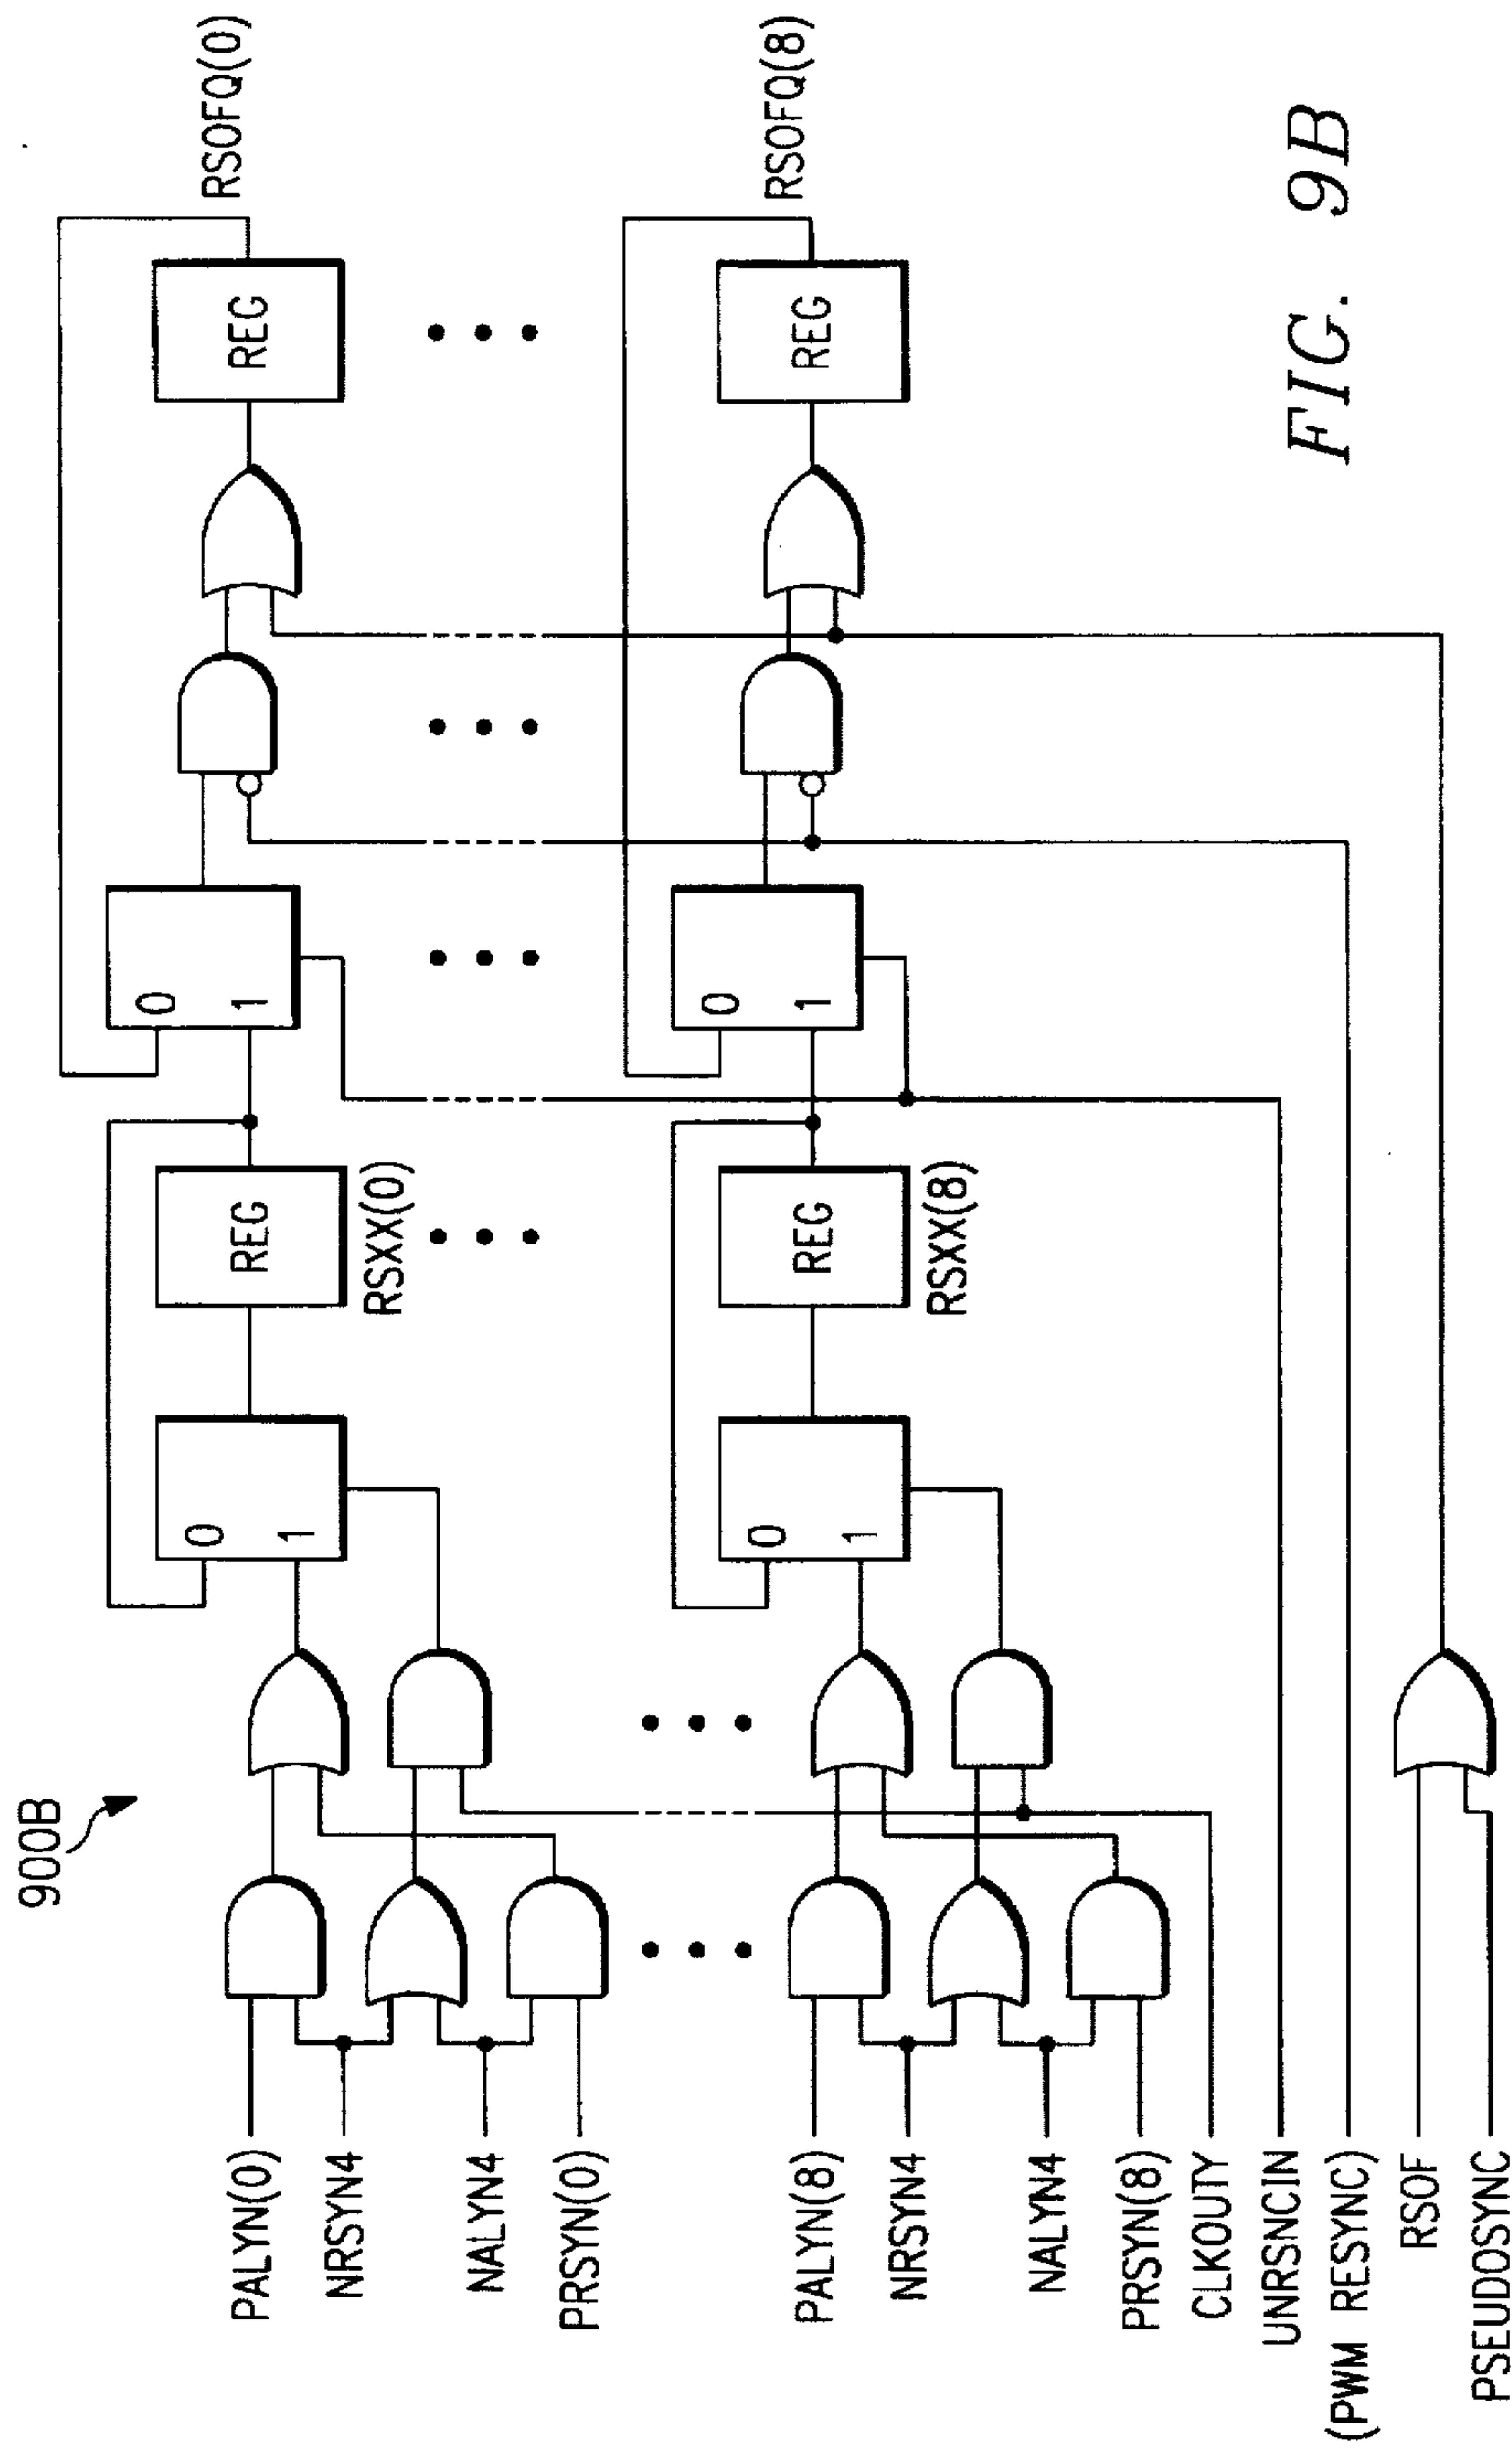 900B
PALYN(0)
NRSYN4
NALYN4
PRSYN(0)
0
1
REG
RSXX(0)
0
1
REG
RSOFQ(0)
PALYN(8)
NRSYN4
NALYN4
PRSYN(8)
0
1
REG
RSXX(8)
0
1
REG
RSOFQ(8)
CLKOUTY
UNRSNCIN
(PWM RESYNC)
RSOF
PSEUDOSYNC
FIG. 9B